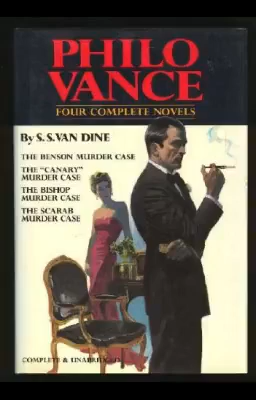 PHILO
VANCE
FOUR COMPLETE NOVELS
By S. S. VAN DINE
THE BENSON MURDER CASE
THE "CANARY"
MURDER CASE
THE BISHOP
MURDER CASE
THE SCARAB
MURDER CASE
COMPLETE & UNABRIDGED